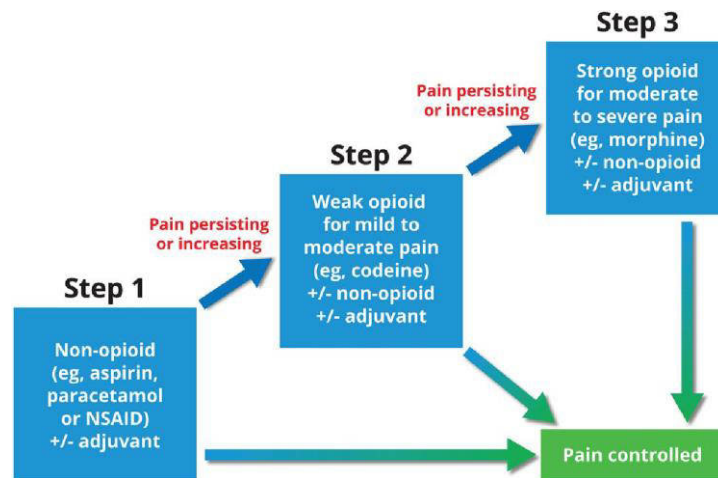 Step 1
Non-opioid
(eg, aspirin,
paracetamol
or NSAID)
+/- adjuvant
Pain persisting
or increasing
Step 2
Weak opioid
for mild to
moderate pain
(eg, codeine)
+/- non-opioid
+/- adjuvant
Pain persisting
or increasing
Step 3
Strong opioid
for moderate
to severe pain
(eg, morphine)
+/- non-opioid
+/- adjuvant
Pain controlled